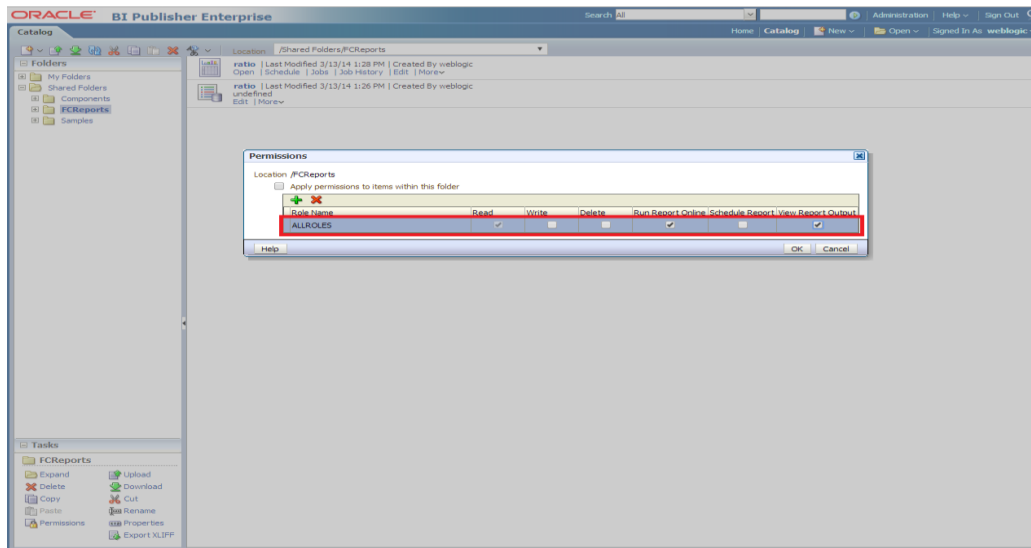 ORACLE BI Publisher Enterprise Search All Administration Help Sign Out
Catalog Home Catalog New Open Signed In As weblogic
Location /Shared Folders/FCReports
Folders
My Folders
Shared Folders
Components
FCReports
Samples
ratio | Last Modified 3/13/14 1:28 PM | Created By weblogic
Open | Schedule | Jobs | Job History | Edit | More
ratio | Last Modified 3/13/14 1:26 PM | Created By weblogic
undefined
Edit | More
Permissions
Location /FCReports
Apply permissions to items within this folder
Role Name Read Write Delete Run Report Online Schedule Report View Report Output
ALLROLES
Help OK Cancel
Tasks
FCReports
Expand Upload
Delete Download
Copy Cut
Paste Rename
Permissions Properties
Export XLIFF